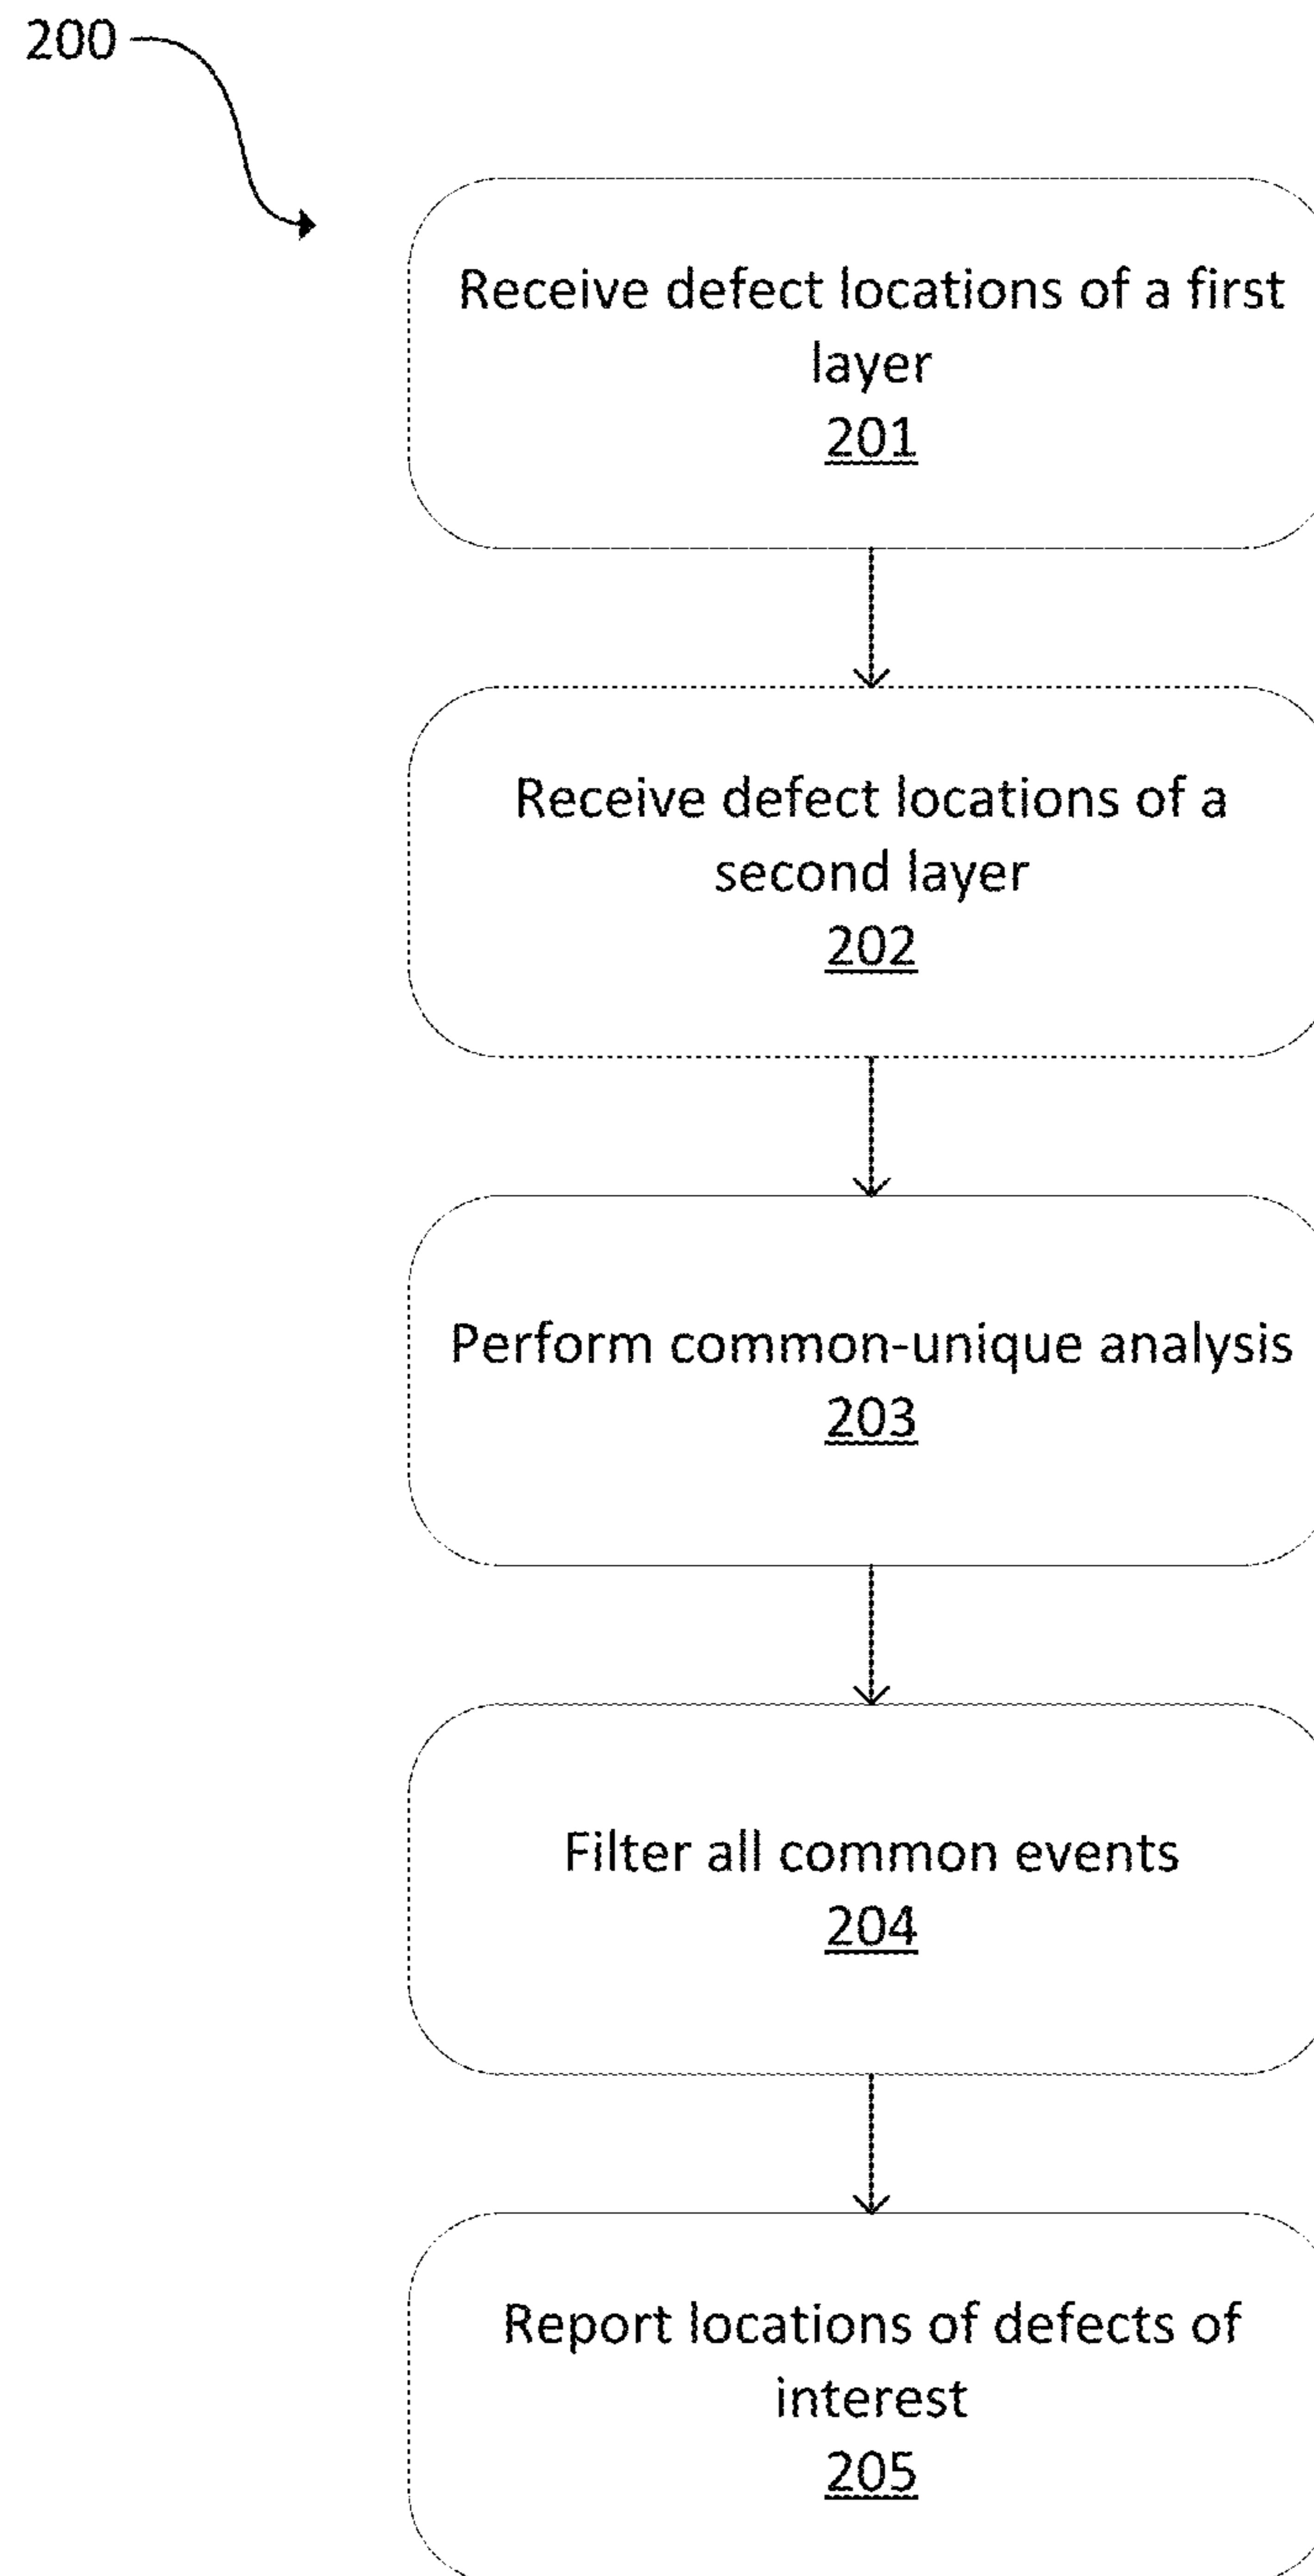 200
Receive defect locations of a first
layer
201
Receive defect locations of a
second layer
202
Perform common-unique analysis
203
Filter all common events
204
Report locations of defects of
interest
205